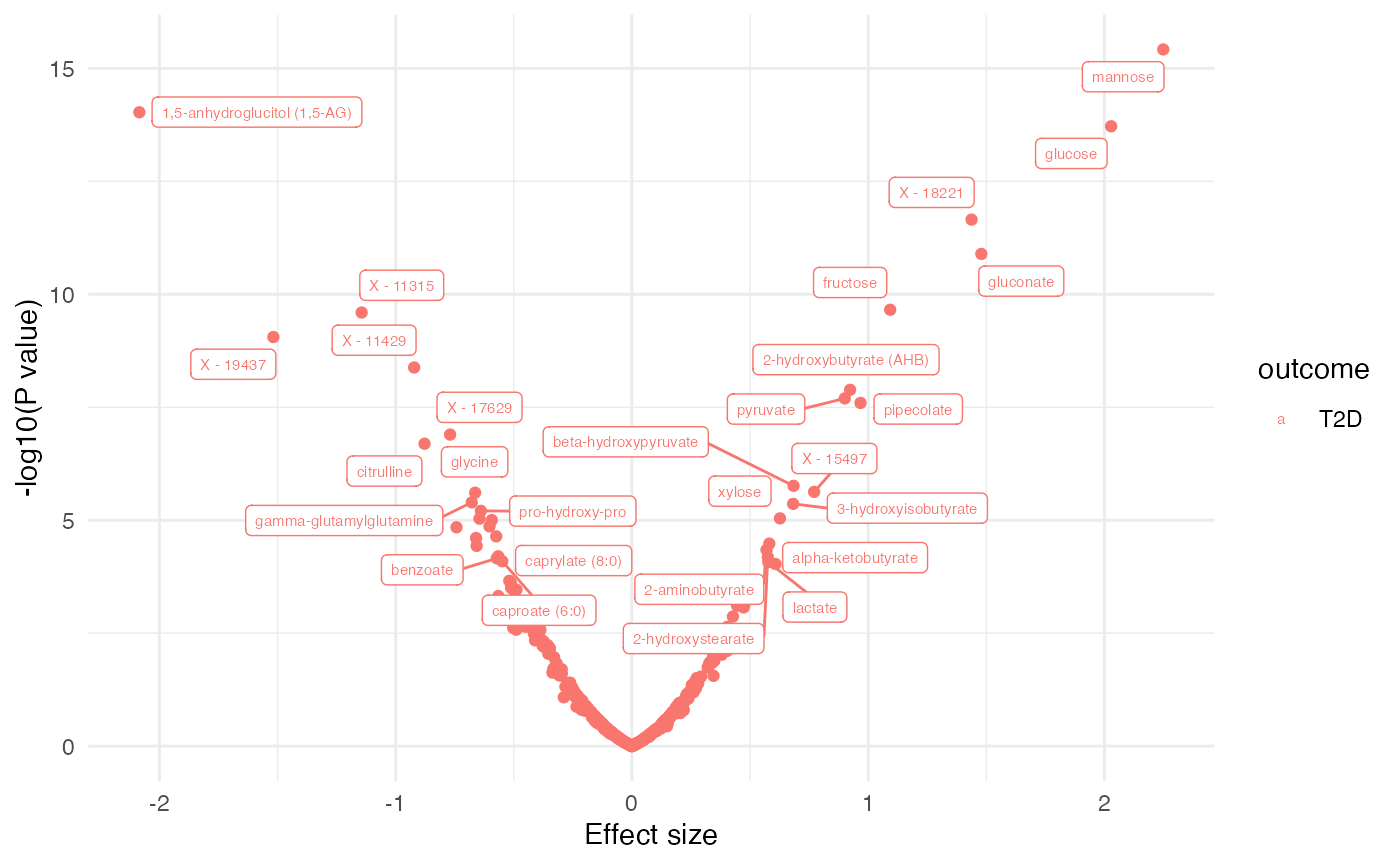 15
10
5
0
-log10(P value)
mannose
1,5-anhydroglucitol (1,5-AG)
glucose
X - 18221
X - 11315
fructose
gluconate
X - 11429
X - 19437
2-hydroxybutyrate (AHB)
X - 17629
pyruvate
pipecolate
beta-hydroxypyruvate
X - 15497
citrulline
glycine
xylose
3-hydroxyisobutyrate
gamma-glutamylglutamine
pro-hydroxy-pro
benzoate
caprylate (8:0)
alpha-ketobutyrate
2-aminobutyrate
caproate (6:0)
lactate
2-hydroxystearate
-2
-1
0
1
2
Effect size
outcome
a T2D